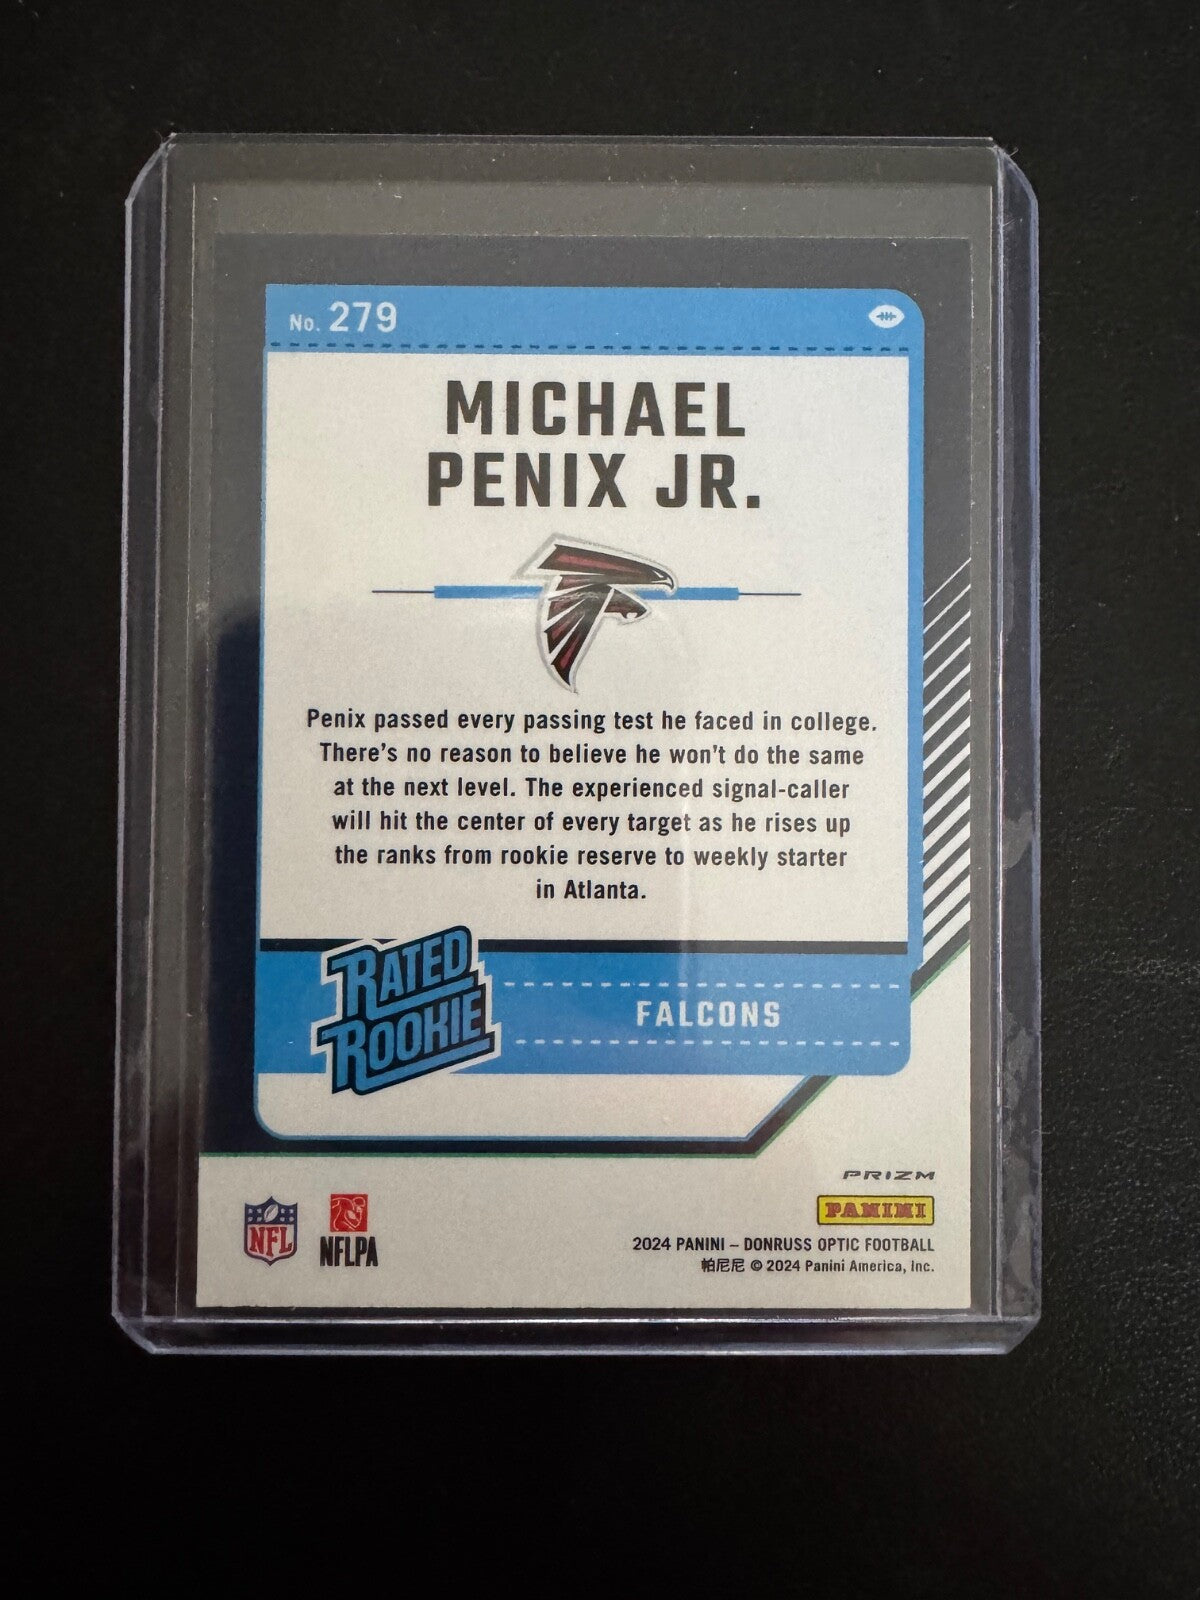 No. 279
MICHAEL
PENIX JR.
Penix passed every passing test he faced in college.
There's no reason to believe he won't do the same
at the next level. The experienced signal-caller
will hit the center of every target as he rises up
the ranks from rookie reserve to weekly starter
in Atlanta.
RATED
ROOKIE
FALCONS
PRIZM
PANINI
NFL
NFLPA
2024 PANINI – DONRUSS OPTIC FOOTBALL
帕尼尼 © 2024 Panini America, Inc.